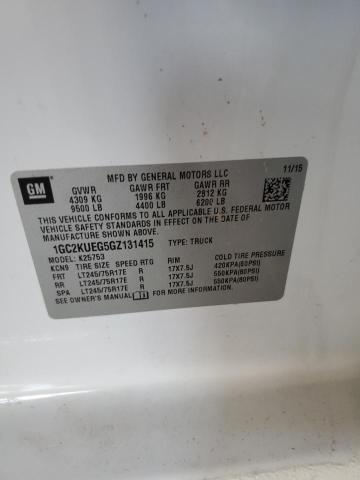 GM
MFD BY GENERAL MOTORS LLC
11/15
GVWR GAWR FRT GAWR RR
4309 KG 1996 KG 2812 KG
9500 LB 4400 LB 6200 LB
THIS VEHICLE CONFORMS TO ALL APPLICABLE U.S. FEDERAL MOTOR
VEHICLE SAFETY STANDARDS IN EFFECT ON THE DATE OF
MANUFACTURE SHOWN ABOVE.
1GC2KUEG5GZ131415 TYPE: TRUCK
MODEL: K25753
KCN9 TIRE SIZE SPEED RTG RIM COLD TIRE PRESSURE
FRT LT245/75R17E R 17X7.5J 420KPA(60PSI)
RR LT245/75R17E R 17X7.5J 550KPA(80PSI)
SPA LT245/75R17E R 17X7.5J 550KPA(80PSI)
SEE OWNER'S MANUAL FOR MORE INFORMATION